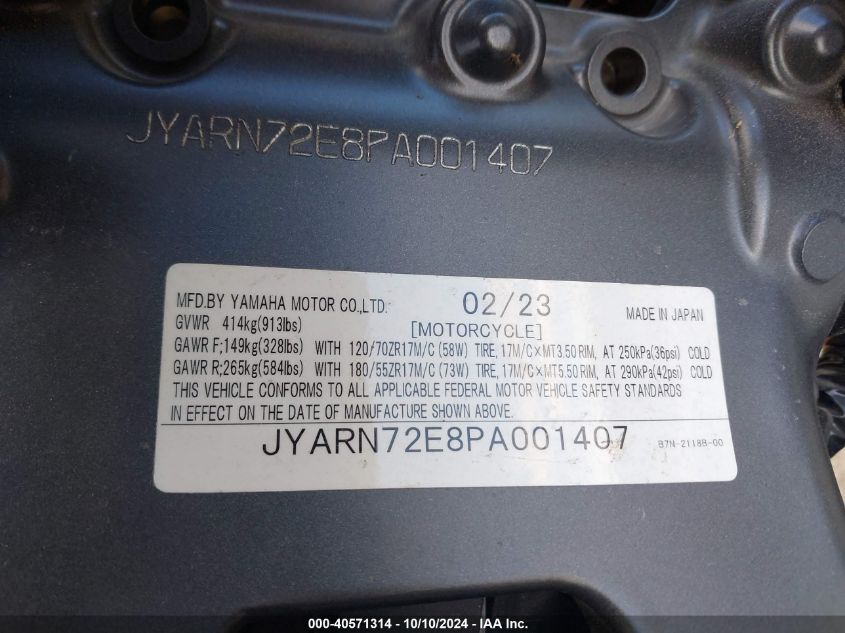 JYARN72E8PA001407
MFD.BY YAMAHA MOTOR CO.,LTD. 02/23 MADE IN JAPAN
GVWR 414kg(913lbs) [MOTORCYCLE]
GAWR F;149kg(328lbs) WITH 120/70ZR17M/C (58W) TIRE, 17M/C×MT3.50 RIM, AT 250kPa(36psi) COLD
GAWR R;265kg(584lbs) WITH 180/55ZR17M/C (73W) TIRE, 17M/C×MT5.50 RIM, AT 290kPa(42psi) COLD
THIS VEHICLE CONFORMS TO ALL APPLICABLE FEDERAL MOTOR VEHICLE SAFETY STANDARDS
IN EFFECT ON THE DATE OF MANUFACTURE SHOWN ABOVE.
JYARN72E8PA001407 B7N-2118B-00
000-40571314 - 10/10/2024 - IAA Inc.